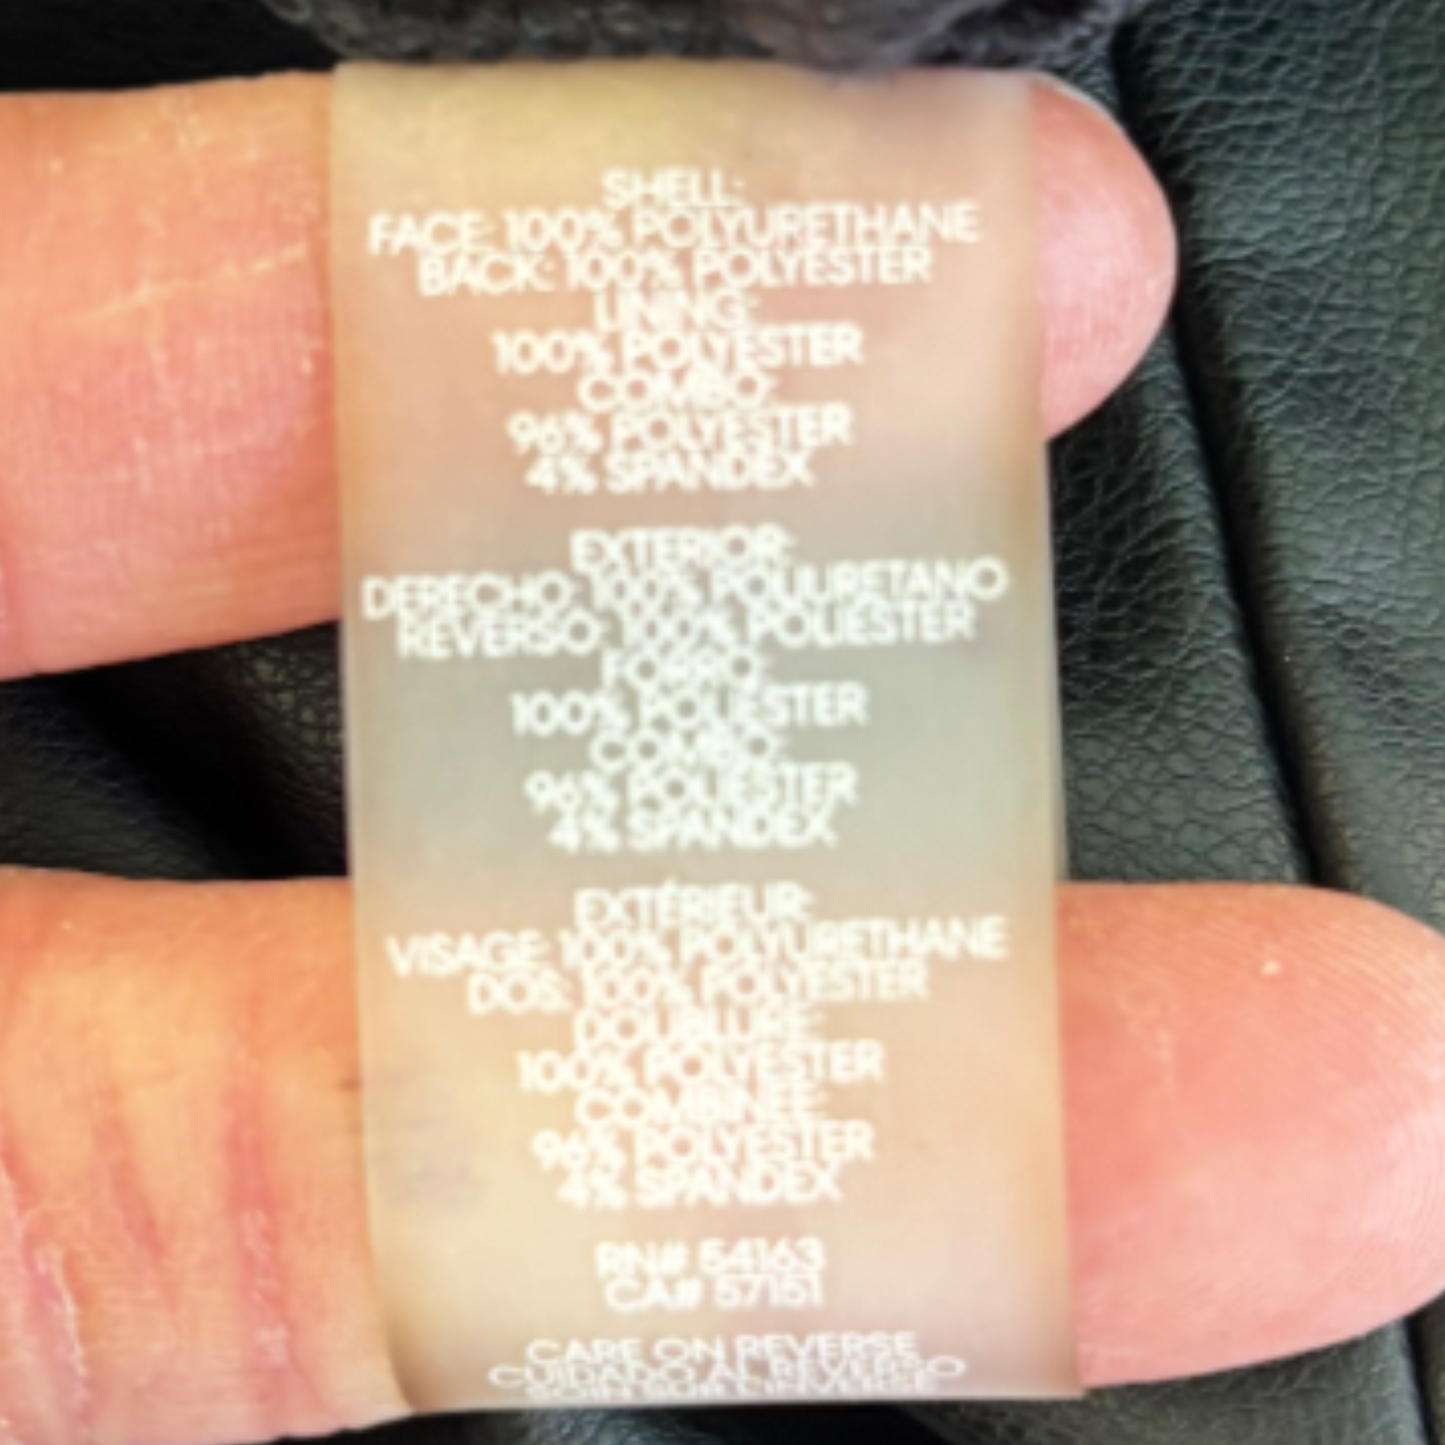 SHELL:
FACE: 100% POLYURETHANE
BACK: 100% POLYESTER
LINING:
100% POLYESTER
COMBO:
96% POLYESTER
4% SPANDEX
EXTERIOR:
DERECHO: 100% POLIURETANO
REVERSO: 100% POLIESTER
FORRO:
100% POLIESTER
COMBO:
96% POLIESTER
4% SPANDEX
EXTÉRIEUR:
VISAGE: 100% POLYURETHANE
DOS: 100% POLYESTER
DOUBLURE:
100% POLYESTER
COMBINÉE:
96% POLYESTER
4% SPANDEX
RN# 54163
CA# 57151
CARE ON REVERSE
CUIDADO AL REVERSO